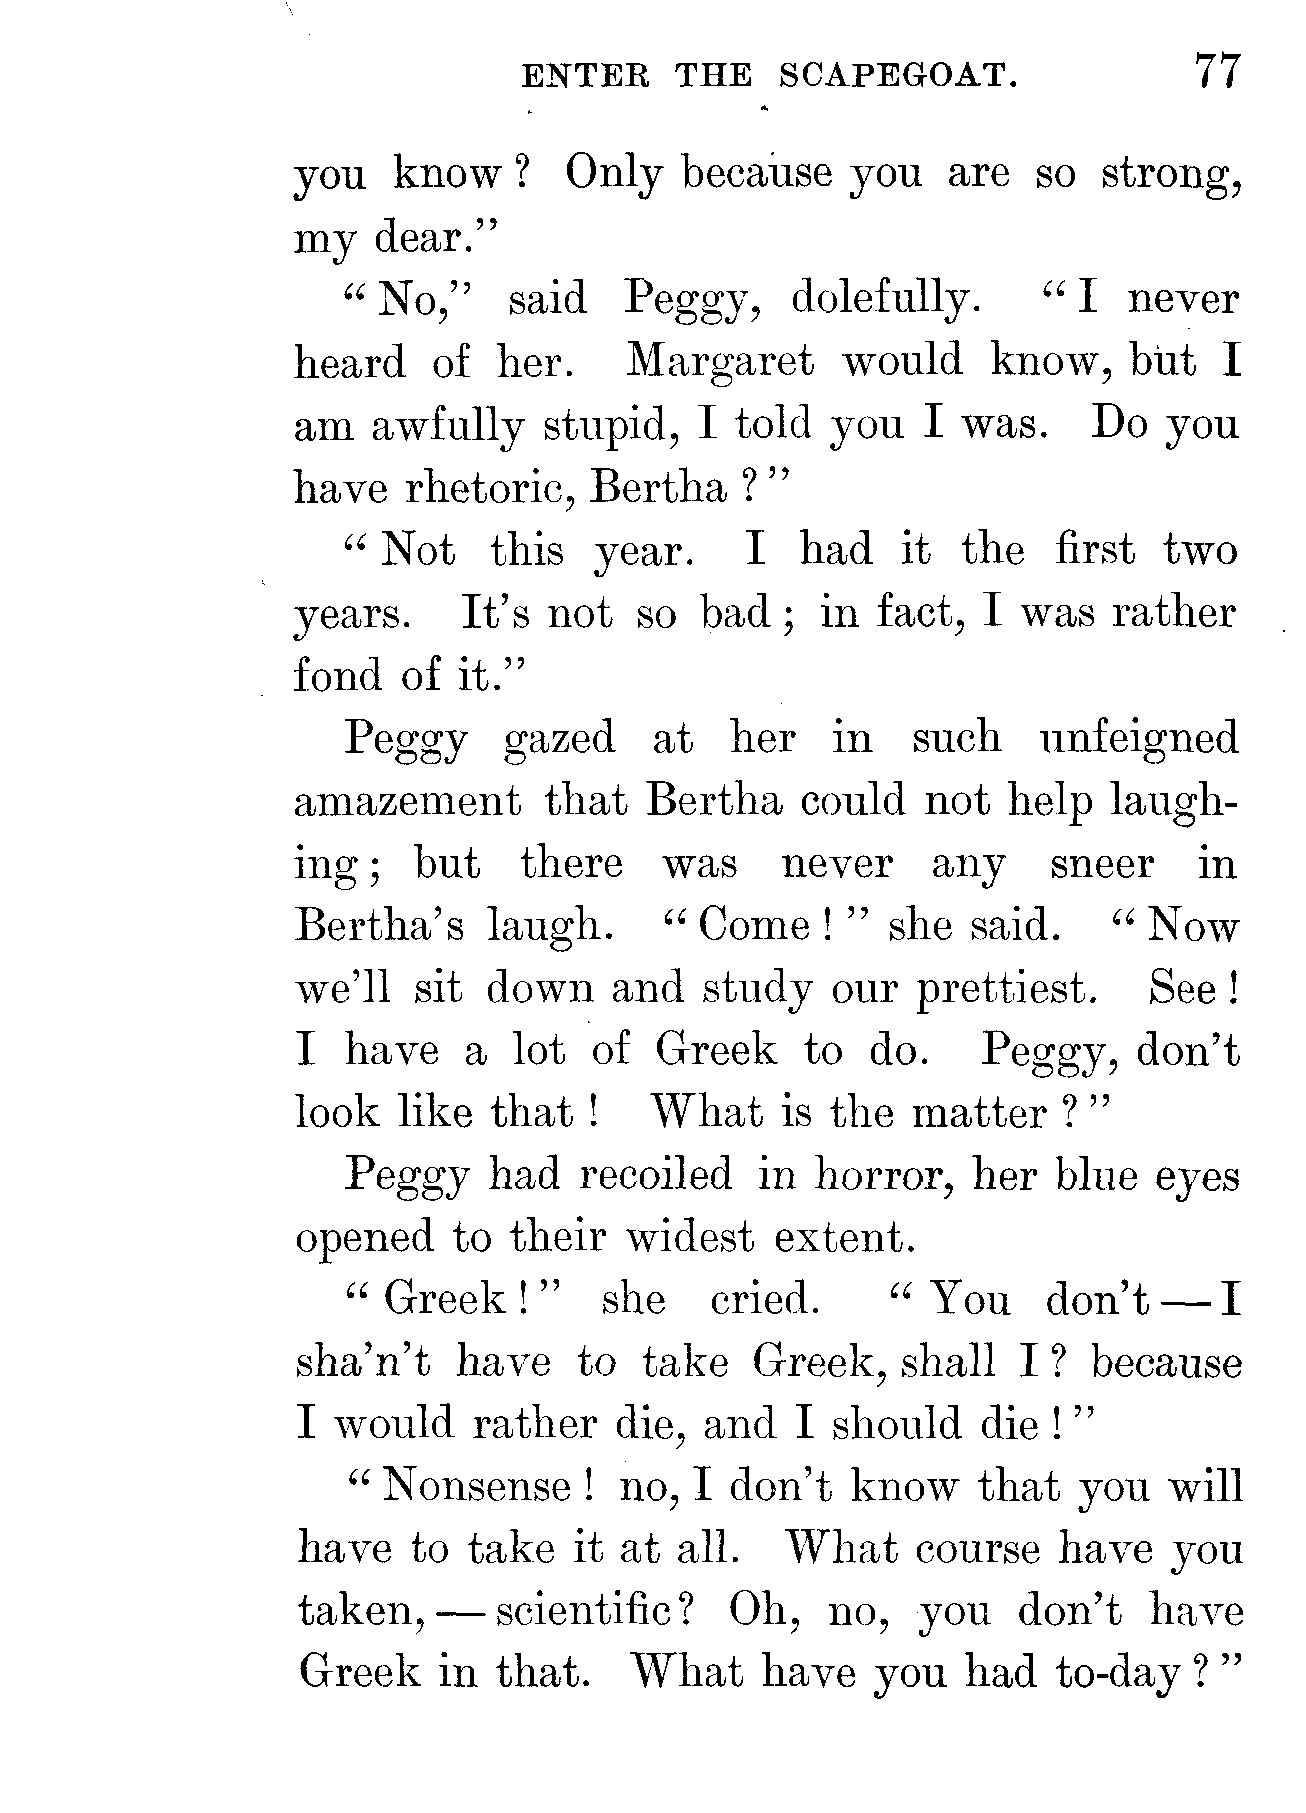 ENTER THE SCAPEGOAT. 77
you know? Only because you are so strong,
my dear."
"No," said Peggy, dolefully. "I never
heard of her. Margaret would know, but I
am awfully stupid, I told you I was. Do you
have rhetoric, Bertha?"
"Not this year. I had it the first two
years. It's not so bad; in fact, I was rather
fond of it."
Peggy gazed at her in such unfeigned
amazement that Bertha could not help laugh-
ing; but there was never any sneer in
Bertha's laugh. "Come!" she said. "Now
we'll sit down and study our prettiest. See!
I have a lot of Greek to do. Peggy, don't
look like that! What is the matter?"
Peggy had recoiled in horror, her blue eyes
opened to their widest extent.
"Greek!" she cried. "You don't — I
sha'n't have to take Greek, shall I? because
I would rather die, and I should die!"
"Nonsense! no, I don't know that you will
have to take it at all. What course have you
taken, — scientific? Oh, no, you don't have
Greek in that. What have you had to-day?"